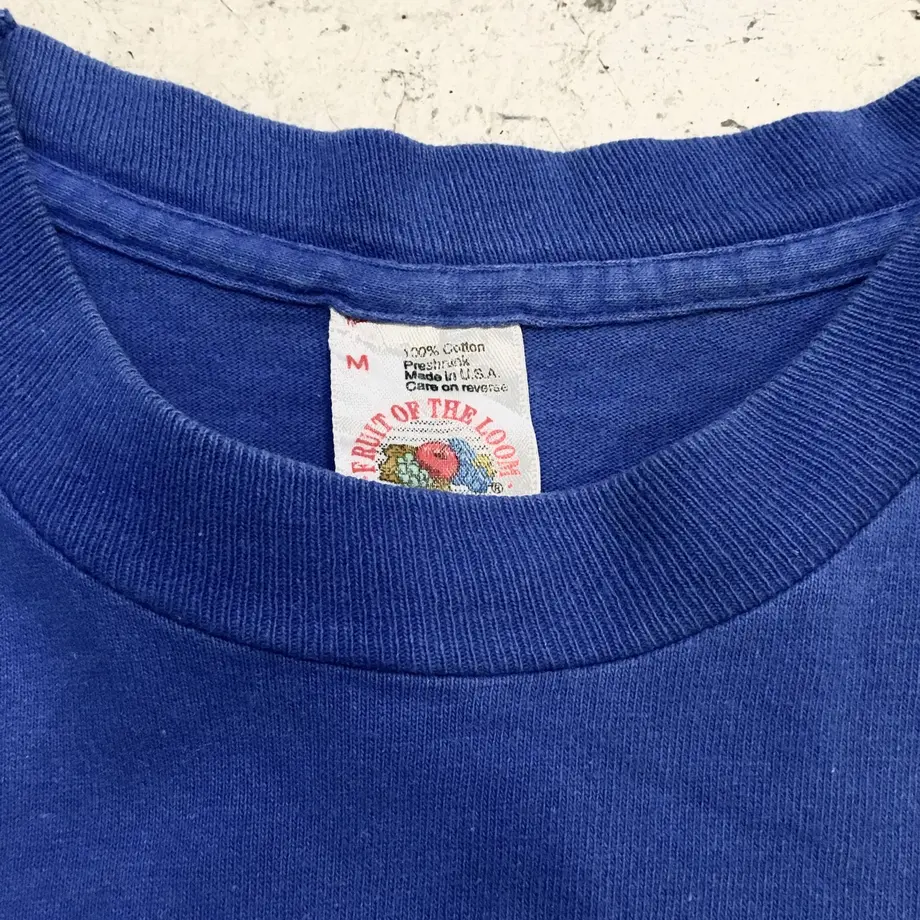 M
100% Cotton
Preshrunk
Made in U.S.A.
Care on reverse
FRUIT OF THE LOOM
®